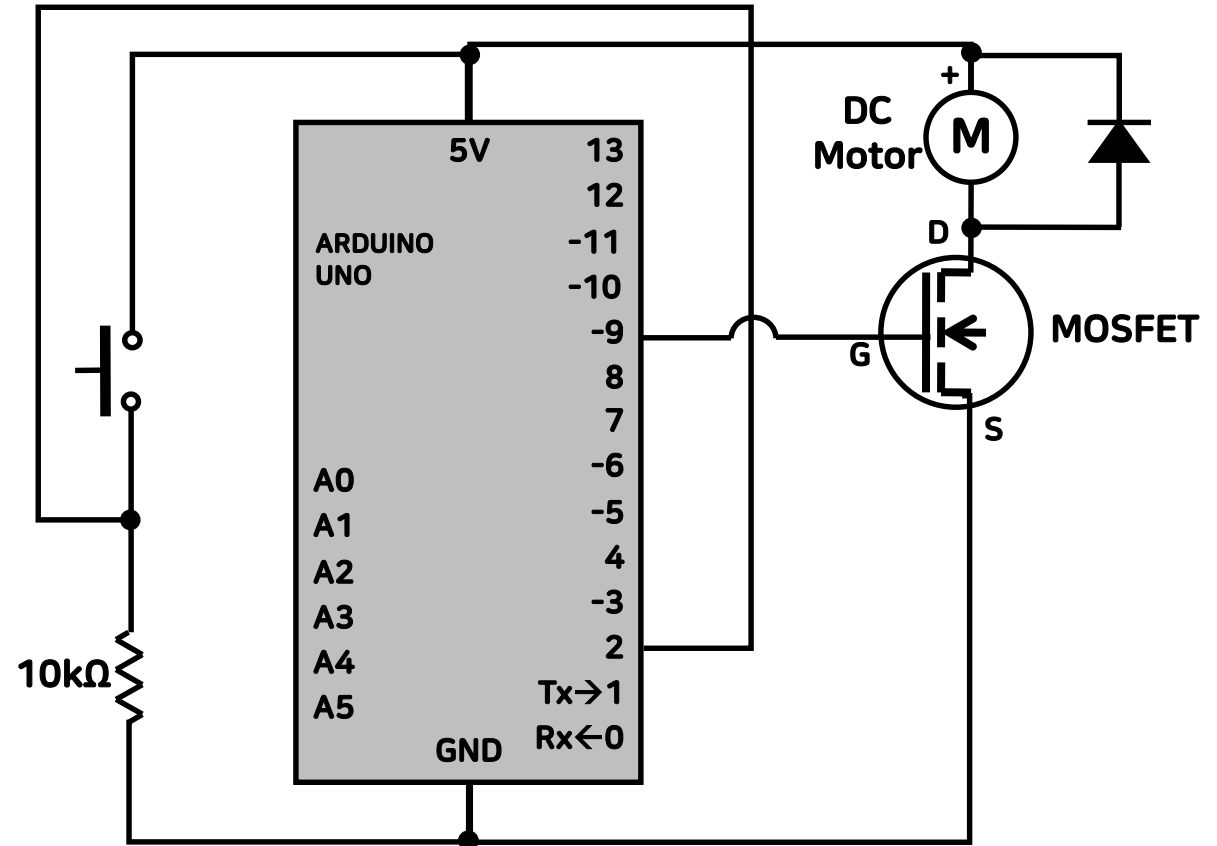 5V
13
12
-11
-10
-9
8
7
-6
-5
4
-3
2
Tx→1
Rx←0
ARDUINO
UNO
A0
A1
A2
A3
A4
A5
GND
10kΩ
+
DC
Motor
M
D
G
S
MOSFET